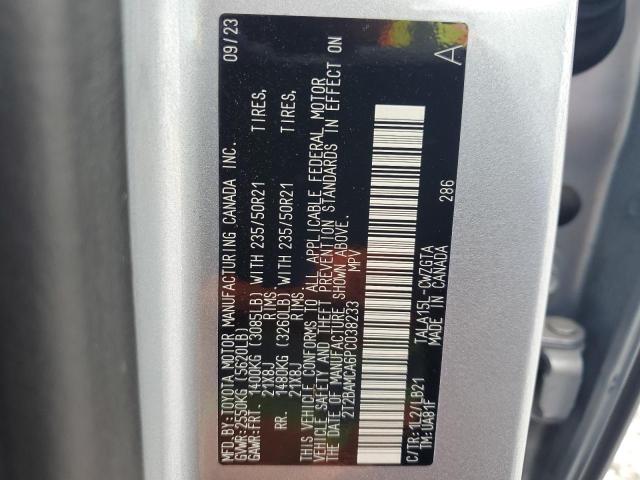 MFD.BY:TOYOTA MOTOR MANUFACTURING CANADA INC. 09/23
GVWR:2550KG (5620LB)
GAWR:FRT. 1400KG (3085LB) WITH 235/50R21 TIRES,
21X8J RIMS
RR. 1480KG (3260LB) WITH 235/50R21 TIRES,
21X8J RIMS
THIS VEHICLE CONFORMS TO ALL APPLICABLE FEDERAL MOTOR
VEHICLE SAFETY AND THEFT PREVENTION STANDARDS IN EFFECT ON
THE DATE OF MANUFACTURE SHOWN ABOVE.
2T2BAMCA6PC038233 MPV
A
286
C/TR:1L2/LB21 TALA15L-CWZGTA
TM:UA81F MADE IN CANADA